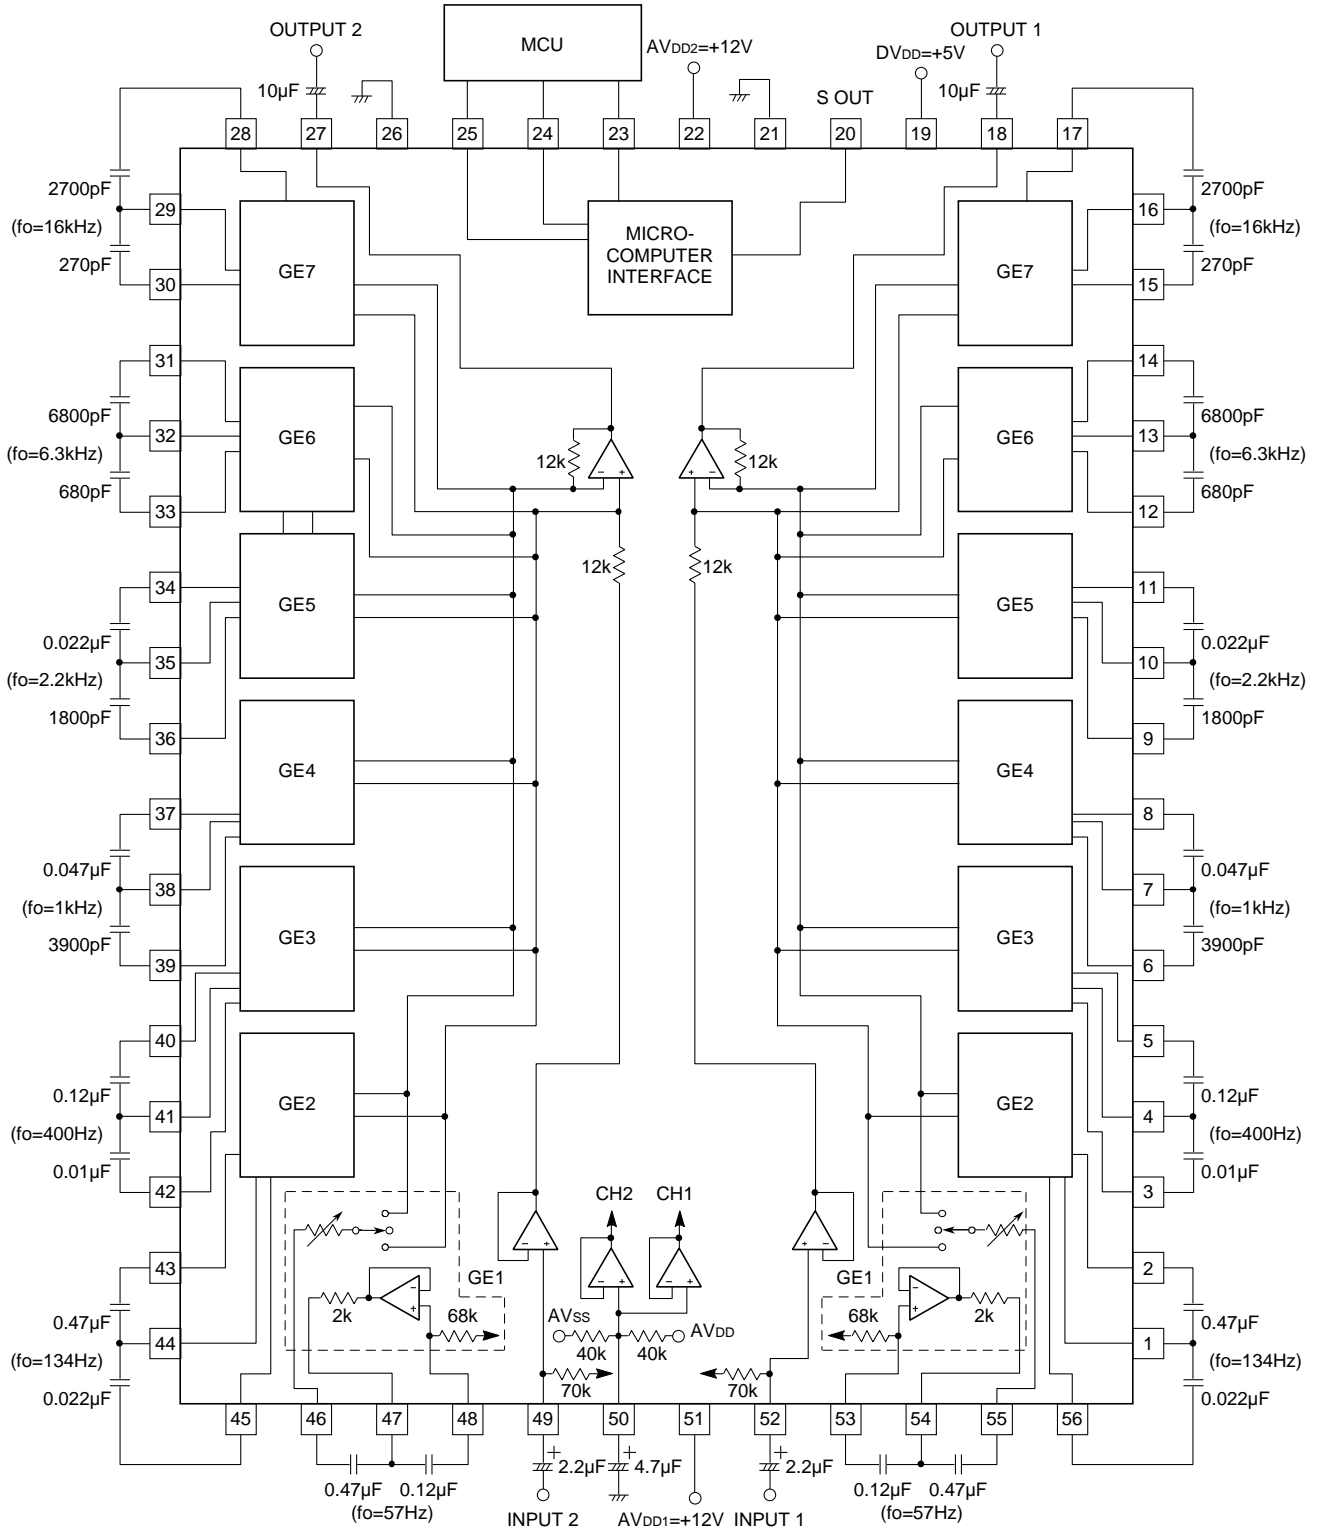 OUTPUT 2
MCU
AVDD2=+12V
DVDD=+5V
OUTPUT 1
10µF
S OUT
10µF
28
27
26
25
24
23
22
21
20
19
18
17
2700pF
29
(fo=16kHz)
270pF
30
GE7
MICRO-
COMPUTER
INTERFACE
GE7
16
2700pF
(fo=16kHz)
270pF
15
31
6800pF
32
(fo=6.3kHz)
680pF
33
GE6
12k
12k
GE6
14
6800pF
13
(fo=6.3kHz)
680pF
12
34
0.022µF
35
(fo=2.2kHz)
1800pF
36
GE5
12k
12k
GE5
11
0.022µF
10
(fo=2.2kHz)
1800pF
9
GE4
GE4
37
0.047µF
38
(fo=1kHz)
3900pF
39
GE3
GE3
8
0.047µF
7
(fo=1kHz)
3900pF
6
40
0.12µF
41
(fo=400Hz)
0.01µF
42
GE2
GE2
5
0.12µF
4
(fo=400Hz)
0.01µF
3
CH2
CH1
43
0.47µF
44
(fo=134Hz)
0.022µF
GE1
2k
68k
AVSS
40k
40k
AVDD
70k
70k
GE1
68k
2k
2
0.47µF
1
(fo=134Hz)
0.022µF
- +
- +
- +
- +
- +
+ -
+ -
- +
- +
45
46
47
48
49
50
51
52
53
54
55
56
0.47µF
0.12µF
(fo=57Hz)
+
2.2µF
+
4.7µF
+
2.2µF
0.12µF
0.47µF
(fo=57Hz)
INPUT 2
AVDD1=+12V
INPUT 1